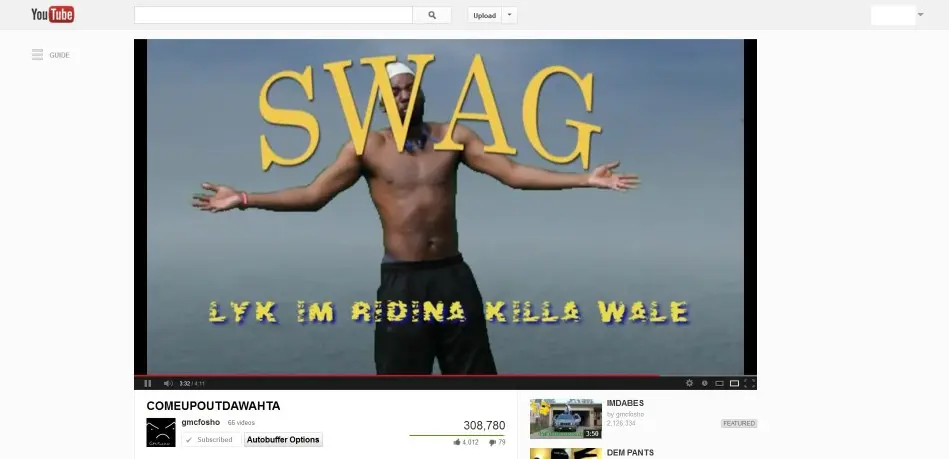 YouTube
Upload
GUIDE
SWAG
LYK IM RIDINA KILLA WALE
3:32 / 4:11
COMEUPOUTDAWAHTA
gmcfosho 66 videos
Subscribed
Autobuffer Options
308,780
4,012 79
IMDABES
by gmcfosho
2,126,334
FEATURED
3:50
DEM PANTS